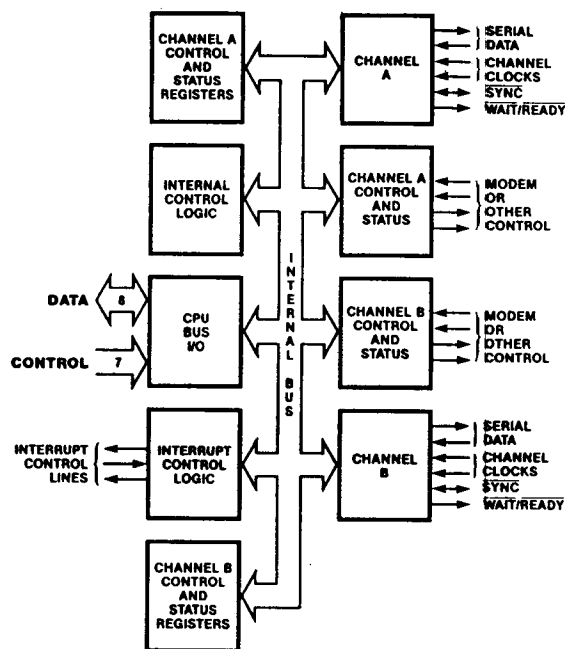 CHANNEL A
CONTROL
AND
STATUS
REGISTERS
CHANNEL
A
SERIAL
DATA
CHANNEL
CLOCKS
SYNC
WAIT/READY
INTERNAL
CONTROL
LOGIC
CHANNEL A
CONTROL
AND
STATUS
MODEM
OR
OTHER
CONTROL
INTERNAL BUS
DATA
8
CONTROL
7
CPU
BUS
I/O
CHANNEL B
CONTROL
AND
STATUS
MODEM
OR
OTHER
CONTROL
INTERRUPT
CONTROL
LINES
INTERRUPT
CONTROL
LOGIC
CHANNEL
B
SERIAL
DATA
CHANNEL
CLOCKS
SYNC
WAIT/READY
CHANNEL B
CONTROL
AND
STATUS
REGISTERS